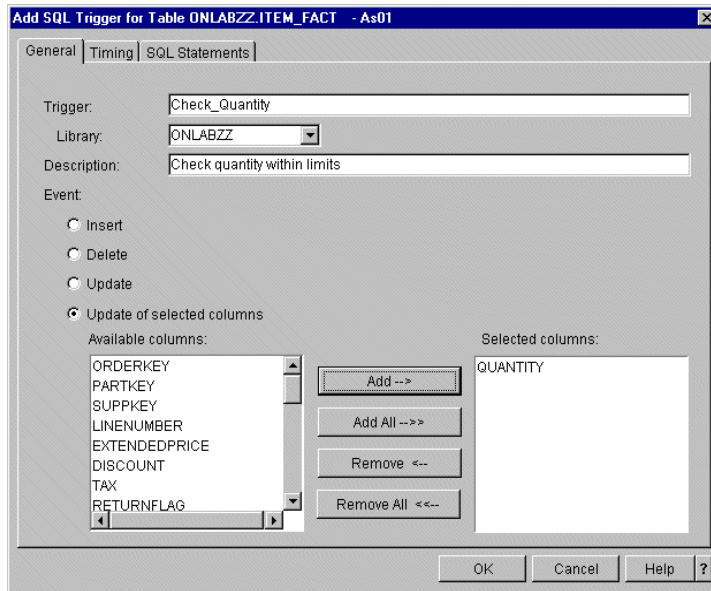 Add SQL Trigger for Table ONLABZZ.ITEM_FACT - As01
General Timing SQL Statements
Trigger: Check_Quantity
Library: ONLABZZ
Description: Check quantity within limits
Event:
Insert
Delete
Update
Update of selected columns
Available columns: Selected columns:
ORDERKEY QUANTITY
PARTKEY Add -->
SUPPKEY
LINENUMBER Add All -->>
EXTENDEDPRICE
DISCOUNT Remove <--
TAX
RETURNFLAG Remove All <<--
OK Cancel Help ?